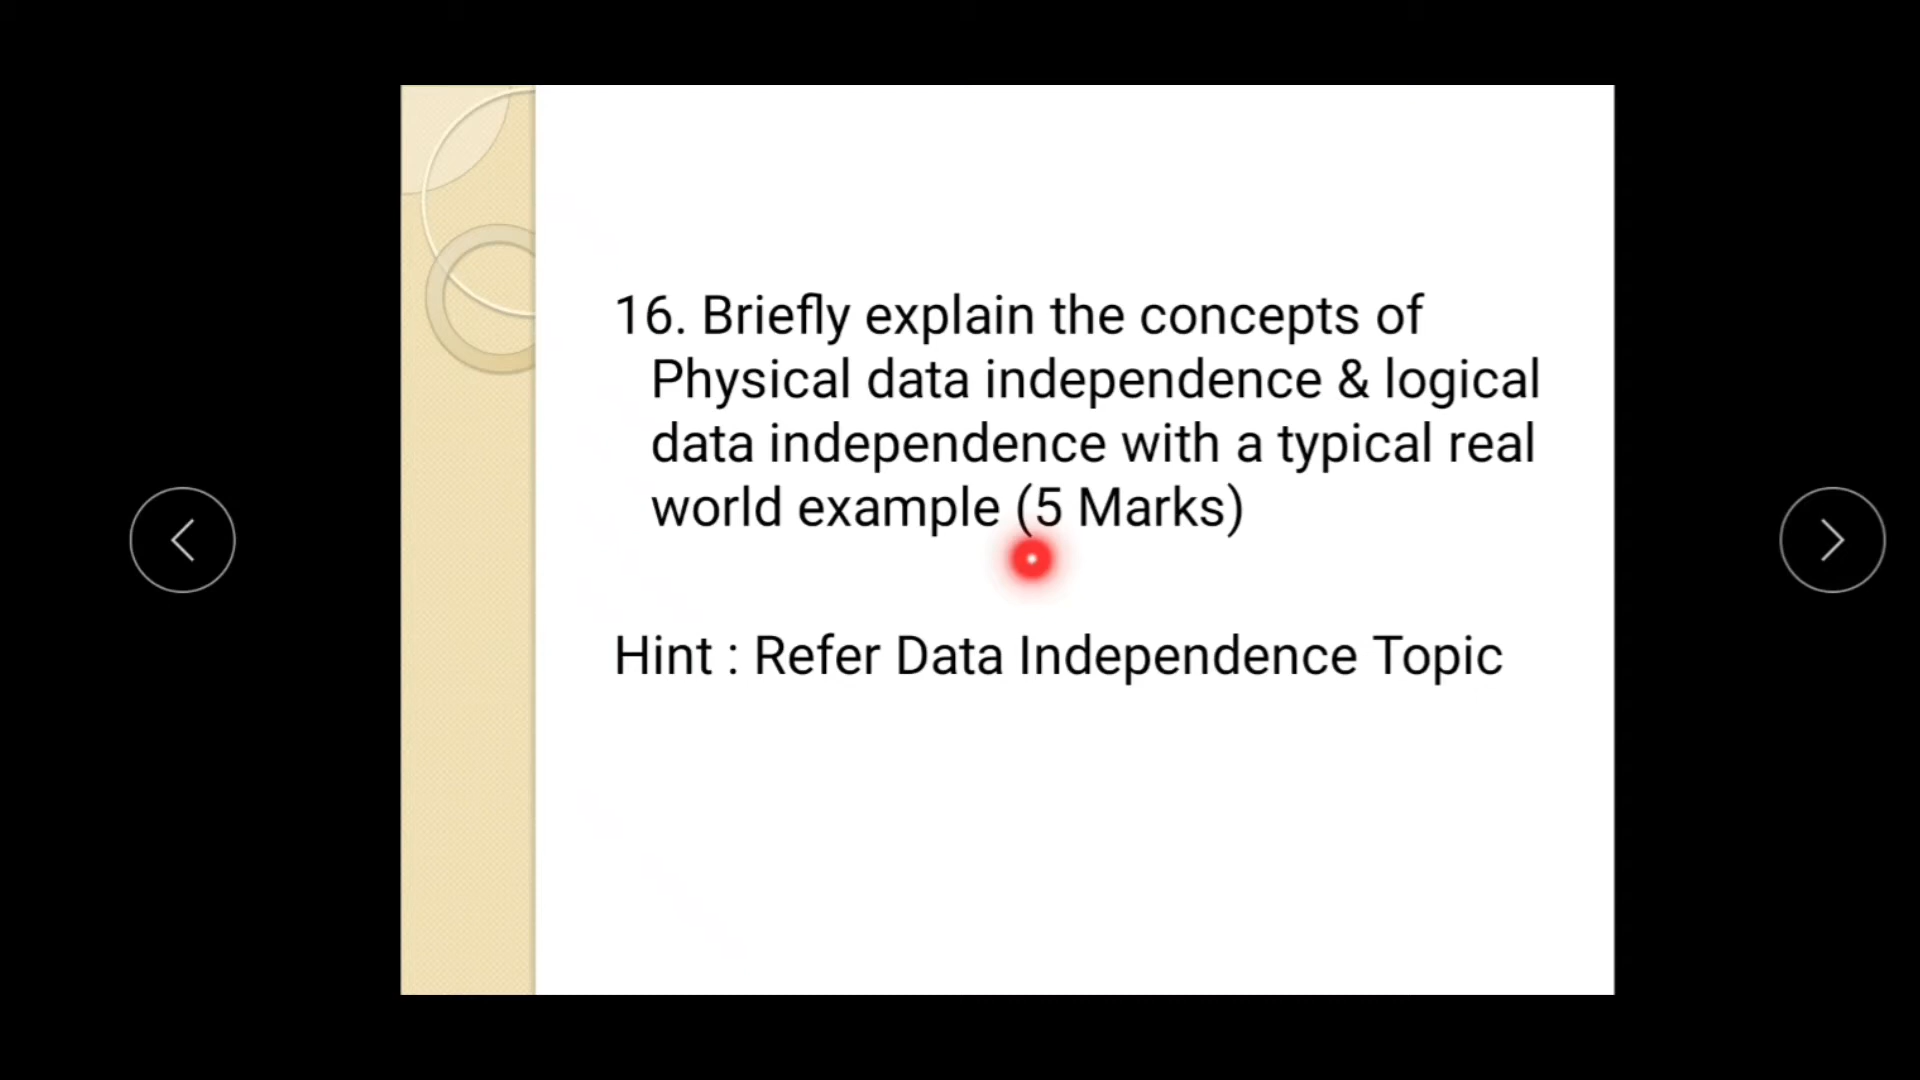 16. Briefly explain the concepts of
Physical data independence & logical
data independence with a typical real
world example (5 Marks)
Hint : Refer Data Independence Topic